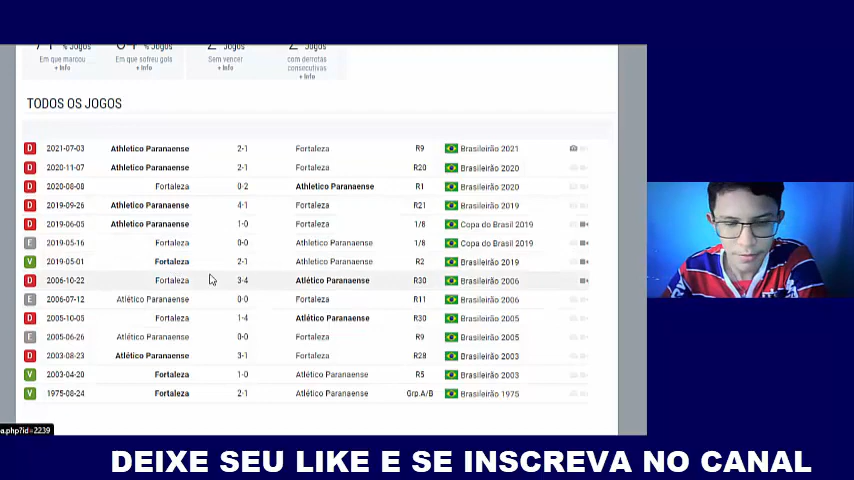 % Jogos % Jogos Jogos Jogos
Em que marcou Em que sofreu gols Sem vencer com derrotas
consecutivas
+ Info + Info + Info
+ Info
TODOS OS JOGOS
D 2021-07-03 Athletico Paranaense 2-1 Fortaleza R9 Brasileirão 2021
D 2020-11-07 Athletico Paranaense 2-1 Fortaleza R20 Brasileirão 2020
D 2020-08-08 Fortaleza 0-2 Athletico Paranaense R1 Brasileirão 2020
D 2019-09-26 Athletico Paranaense 4-1 Fortaleza R21 Brasileirão 2019
D 2019-06-05 Athletico Paranaense 1-0 Fortaleza 1/8 Copa do Brasil 2019
E 2019-05-16 Fortaleza 0-0 Athletico Paranaense 1/8 Copa do Brasil 2019
V 2019-05-01 Fortaleza 2-1 Athletico Paranaense R2 Brasileirão 2019
D 2006-10-22 Fortaleza 3-4 Atlético Paranaense R30 Brasileirão 2006
E 2006-07-12 Atlético Paranaense 0-0 Fortaleza R11 Brasileirão 2006
D 2005-10-05 Fortaleza 1-4 Atlético Paranaense R30 Brasileirão 2005
E 2005-06-26 Atlético Paranaense 0-0 Fortaleza R9 Brasileirão 2005
D 2003-08-23 Atlético Paranaense 3-1 Fortaleza R28 Brasileirão 2003
V 2003-04-20 Fortaleza 1-0 Atlético Paranaense R5 Brasileirão 2003
V 1975-08-24 Fortaleza 2-1 Atlético Paranaense Grp.A/B Brasileirão 1975
a.php?id=2239
DEIXE SEU LIKE E SE INSCREVA NO CANAL